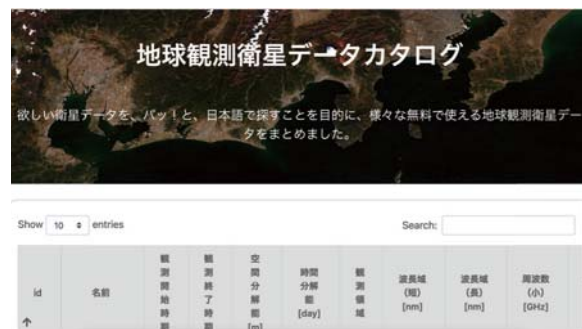 地球観測衛星データカタログ
欲しい衛星データを、パッ！と、日本語で探すことを目的に、様々な無料で使える地球観測衛星デー
タをまとめました。
Show 10 entries Search:
id
名前
観測開始時期
観測終了時期
空間分解能[m]
時間分解能[day]
観測領域
波長域(短)[nm]
波長域(長)[nm]
周波数(小)[GHz]